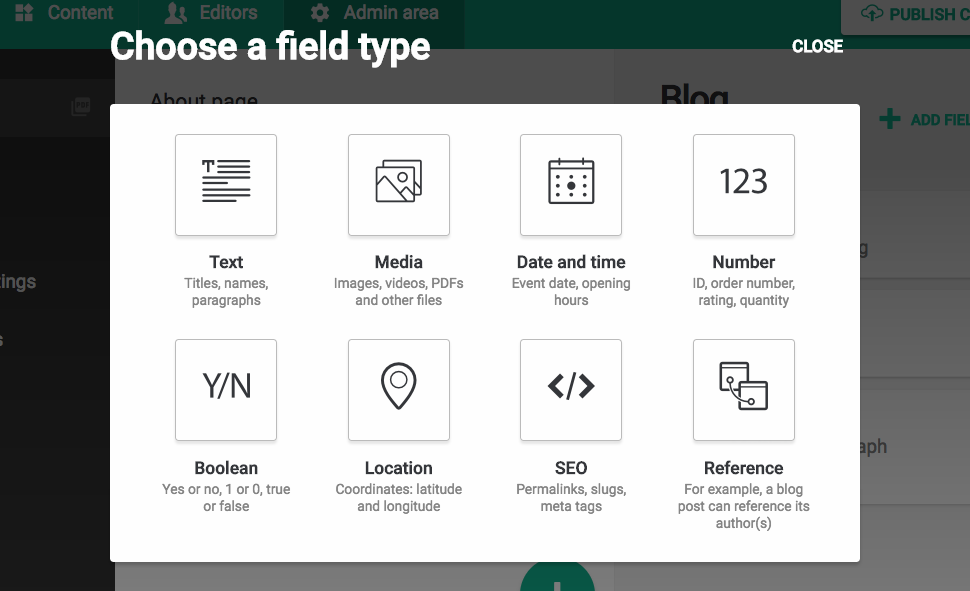 Content
Editors
Admin area
PUBLISH C
Choose a field type
CLOSE
About page
Blog
ADD FIEL
Text
Titles, names,
paragraphs
Media
Images, videos, PDFs
and other files
Date and time
Event date, opening
hours
123
Number
ID, order number,
rating, quantity
ings
g
s
Y/N
Boolean
Yes or no, 1 or 0, true
or false
Location
Coordinates: latitude
and longitude
</>
SEO
Permalinks, slugs,
meta tags
Reference
For example, a blog
post can reference its
author(s)
aph